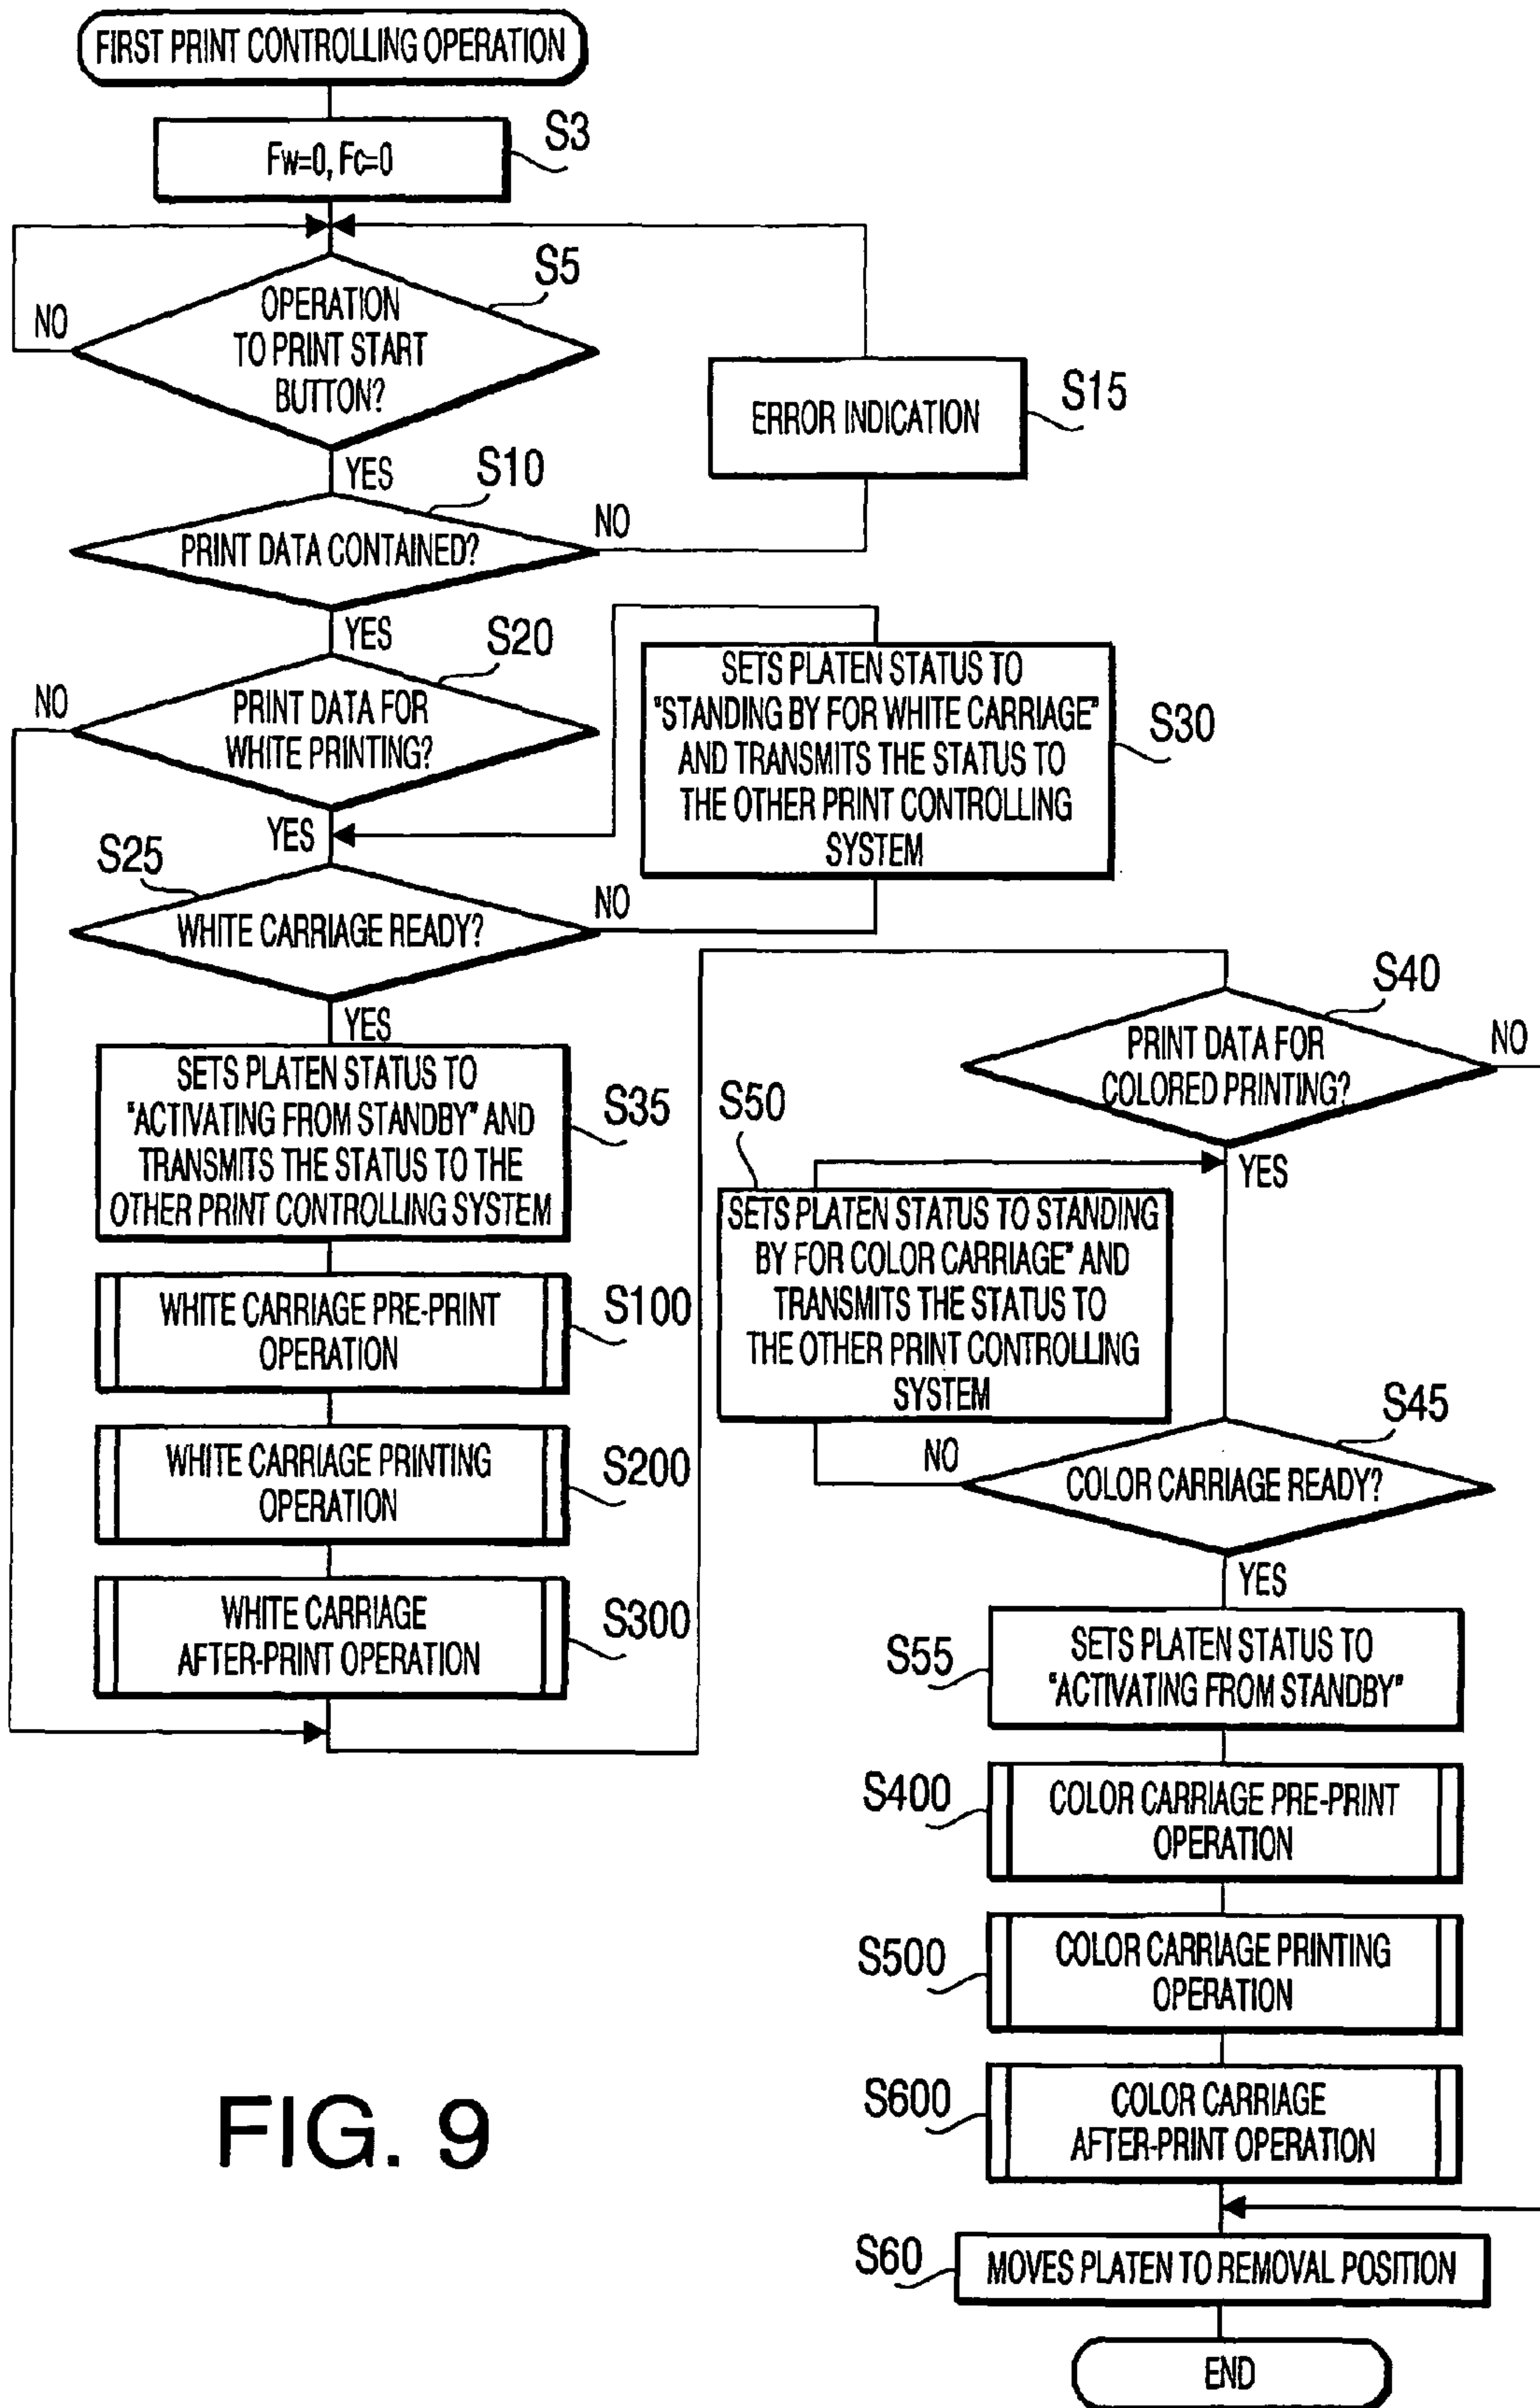 FIRST PRINT CONTROLLING OPERATION
Fw=0, Fc=0
S3
OPERATION
TO PRINT START
BUTTON?
S5
NO
YES
ERROR INDICATION
S15
PRINT DATA CONTAINED?
S10
NO
YES
PRINT DATA FOR
WHITE PRINTING?
S20
NO
YES
SETS PLATEN STATUS TO
"STANDING BY FOR WHITE CARRIAGE"
AND TRANSMITS THE STATUS TO
THE OTHER PRINT CONTROLLING
SYSTEM
S30
S25
WHITE CARRIAGE READY?
NO
YES
SETS PLATEN STATUS TO
"ACTIVATING FROM STANDBY" AND
TRANSMITS THE STATUS TO THE
OTHER PRINT CONTROLLING SYSTEM
S35
WHITE CARRIAGE PRE-PRINT
OPERATION
S100
WHITE CARRIAGE PRINTING
OPERATION
S200
WHITE CARRIAGE
AFTER-PRINT OPERATION
S300
S40
PRINT DATA FOR
COLORED PRINTING?
NO
YES
S50
SETS PLATEN STATUS TO STANDING
BY FOR COLOR CARRIAGE" AND
TRANSMITS THE STATUS TO
THE OTHER PRINT CONTROLLING
SYSTEM
S45
NO
COLOR CARRIAGE READY?
YES
S55
SETS PLATEN STATUS TO
"ACTIVATING FROM STANDBY"
S400
COLOR CARRIAGE PRE-PRINT
OPERATION
S500
COLOR CARRIAGE PRINTING
OPERATION
S600
COLOR CARRIAGE
AFTER-PRINT OPERATION
S60
MOVES PLATEN TO REMOVAL POSITION
END
FIG. 9